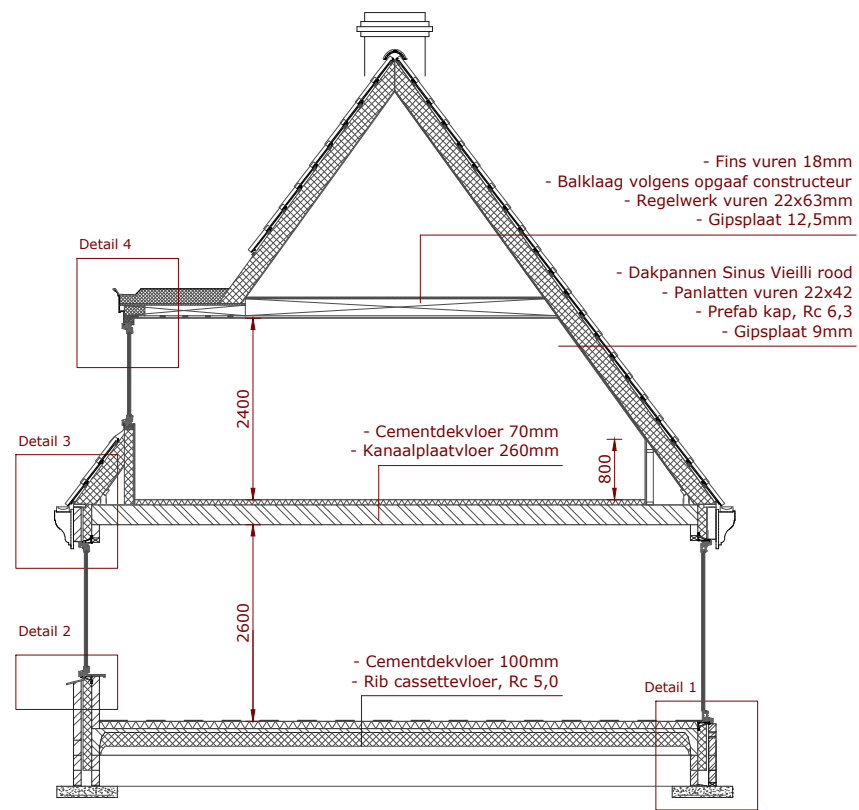 - Fins vuren 18mm
- Balklaag volgens opgaaf constructeur
- Regelwerk vuren 22x63mm
- Gipsplaat 12,5mm
Detail 4
- Dakpannen Sinus Vieilli rood
- Panlatten vuren 22x42
- Prefab kap, Rc 6,3
- Gipsplaat 9mm
2400
- Cementdekvloer 70mm
- Kanaalplaatvloer 260mm
800
Detail 3
2600
Detail 2
- Cementdekvloer 100mm
- Rib cassettevloer, Rc 5,0
Detail 1